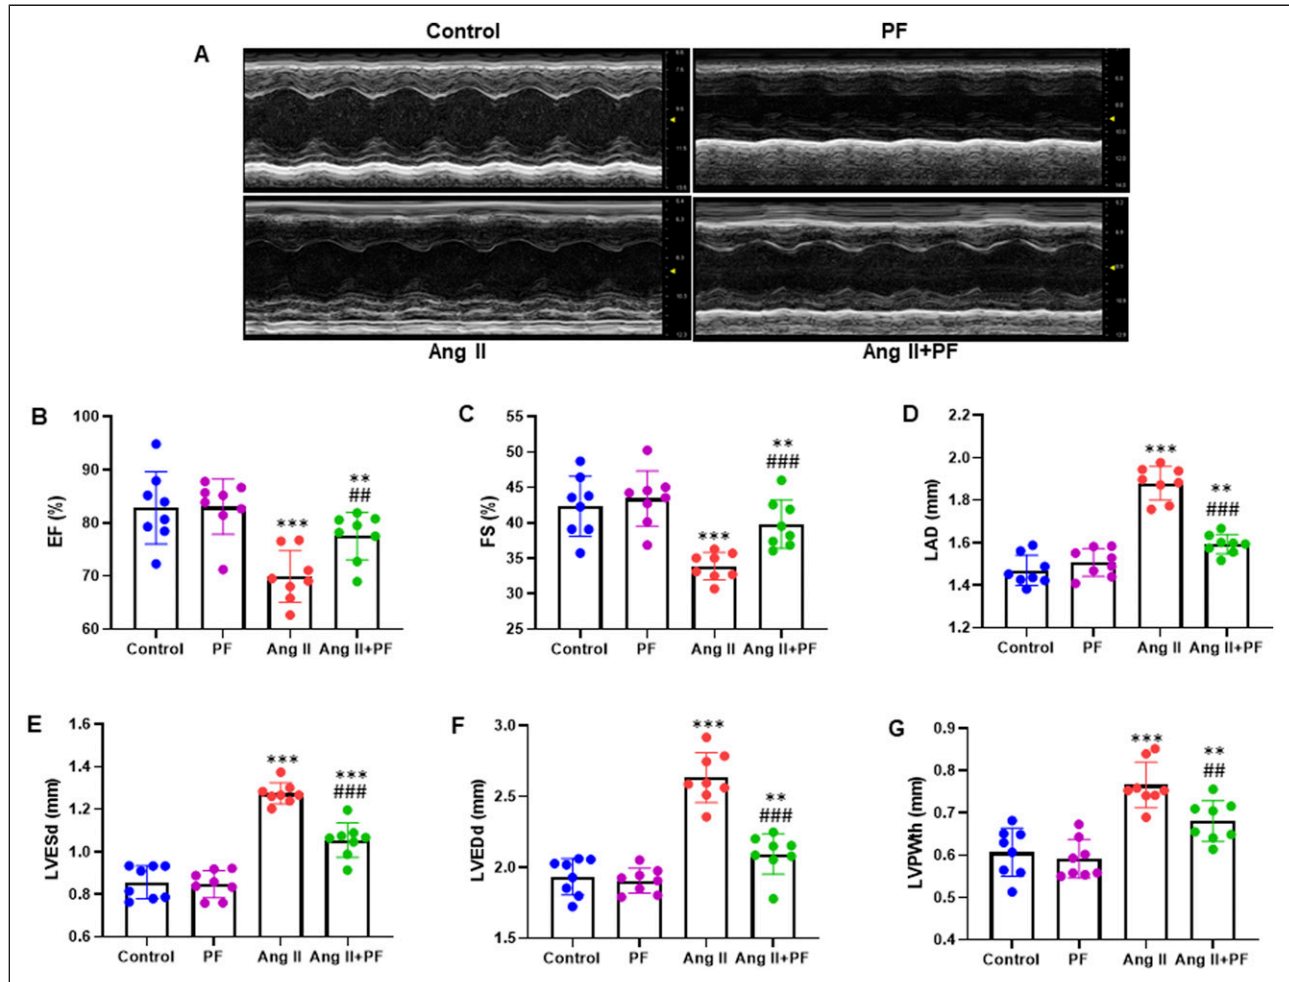 Control
PF
A
Ang II
Ang II+PF
B
100
90
80
70
60
EF (%)
***
**
##
Control
PF
Ang II
Ang II+PF
C
55
50
45
40
35
30
25
FS (%)
***
**
###
Control
PF
Ang II
Ang II+PF
D
2.2
2.0
1.8
1.6
1.4
1.2
LAD (mm)
***
**
###
Control
PF
Ang II
Ang II+PF
E
1.6
1.4
1.2
1.0
0.8
0.6
LVESd (mm)
***
***
###
Control
PF
Ang II
Ang II+PF
F
3.0
2.5
2.0
1.5
LVEDd (mm)
***
**
###
Control
PF
Ang II
Ang II+PF
G
0.9
0.8
0.7
0.6
0.5
0.4
LVPWth (mm)
***
**
##
Control
PF
Ang II
Ang II+PF